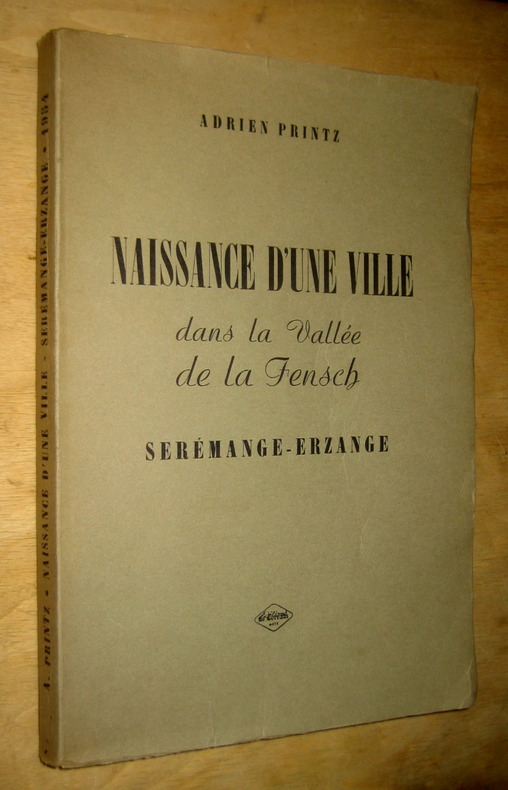 ADRIEN PRINTZ
NAISSANCE D'UNE VILLE
dans la Vallée
de la Fensch
SERÉMANGE-ERZANGE
A. PRINTZ • NAISSANCE D'UNE VILLE - SERÉMANGE-ERZANGE • 1954